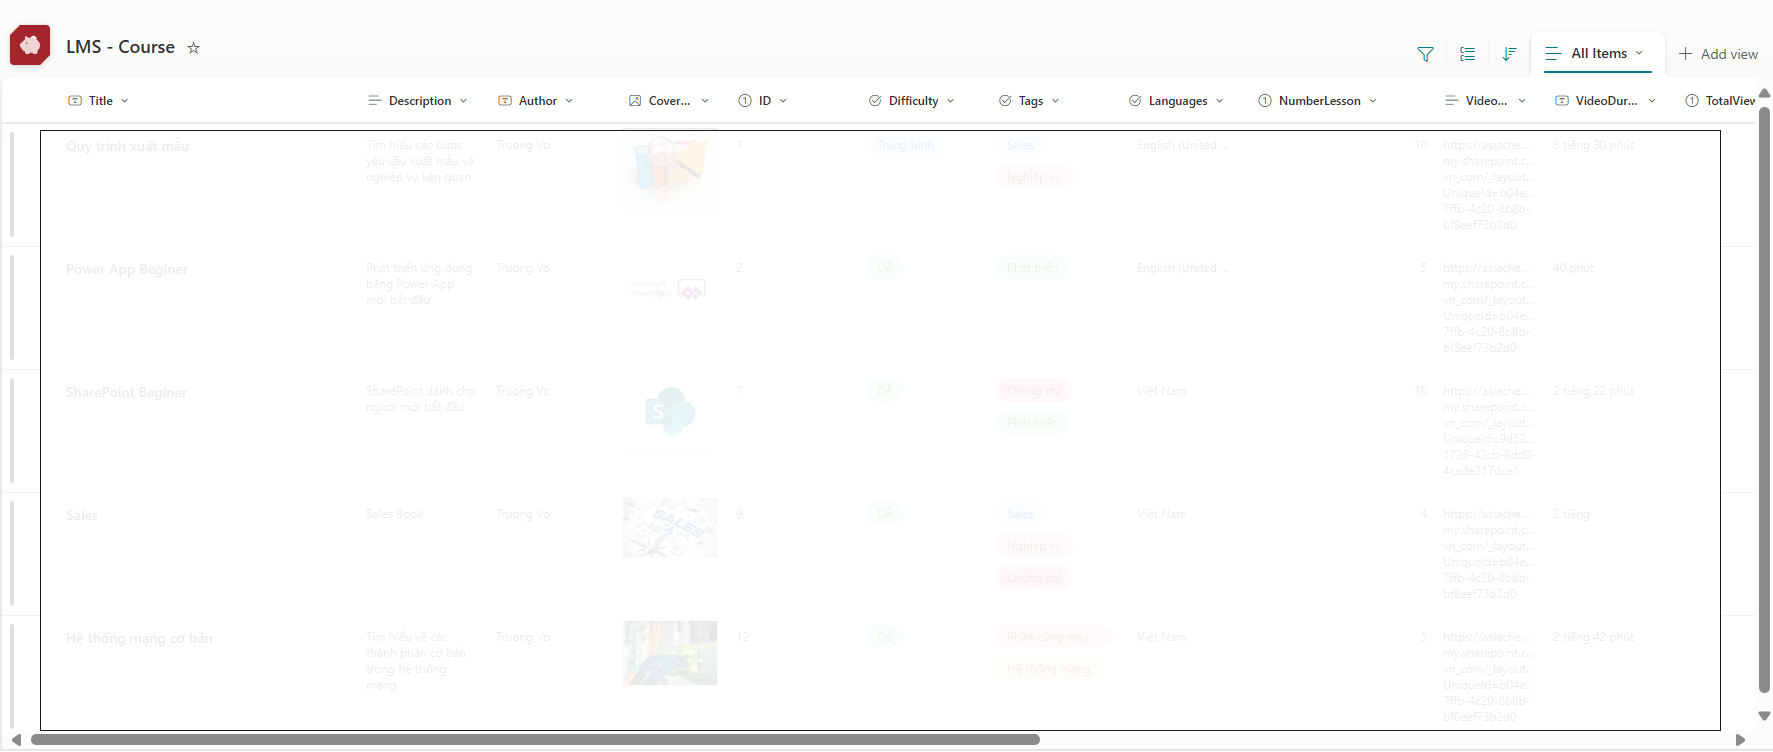 LMS - Course
All Items
Add view
Title
Description
Author
Cover...
ID
Difficulty
Tags
Languages
NumberLesson
Video...
VideoDur...
TotalView
Quy trình xuất mẫu
Tìm hiểu các bước
yêu cầu xuất mẫu và
nghiệp vụ liên quan
Truong Vo
1
Trung bình
Sales
Nghiệp vụ
English (United ...
10
https://asiache...
my.sharepoint.c...
vn_com/_layout...
UniqueId=b04e...
7ffb-4c20-8b8b-
bf8eef73b2d0
3 tiếng 30 phút
Power App Beginer
Phát triển ứng dụng
bằng Power App
mới bắt đầu
Truong Vo
Microsoft
PowerApps
2
Dễ
Phát triển
English (United ...
5
https://asiache...
my.sharepoint.c...
vn_com/_layout...
UniqueId=b04e...
7ffb-4c20-8b8b-
bf8eef73b2d0
40 phút
SharePoint Beginer
SharePoint dành cho
người mới bắt đầu
Truong Vo
S
7
Dễ
Chứng chỉ
Phát triển
Việt Nam
10
https://asiache...
my.sharepoint.c...
vn_com/_layout...
UniqueId=9d52...
1726-42cb-8dd0-
4cade317dce1
2 tiếng 22 phút
Sales
Sales Book
Truong Vo
SALES
9
Dễ
Sales
Nghiệp vụ
Chứng chỉ
Việt Nam
4
https://asiache...
my.sharepoint.c...
vn_com/_layout...
UniqueId=b04e...
7ffb-4c20-8b8b-
bf8eef73b2d0
2 tiếng
Hệ thống mạng cơ bản
Tìm hiểu về các
thành phần cơ bản
trong hệ thống
mạng
Truong Vo
12
Dễ
Phần cứng máy ...
Hệ thống mạng
Việt Nam
5
https://asiache...
my.sharepoint.c...
vn_com/_layout...
UniqueId=b04e...
7ffb-4c20-8b8b-
bf8eef73b2d0
2 tiếng 42 phút